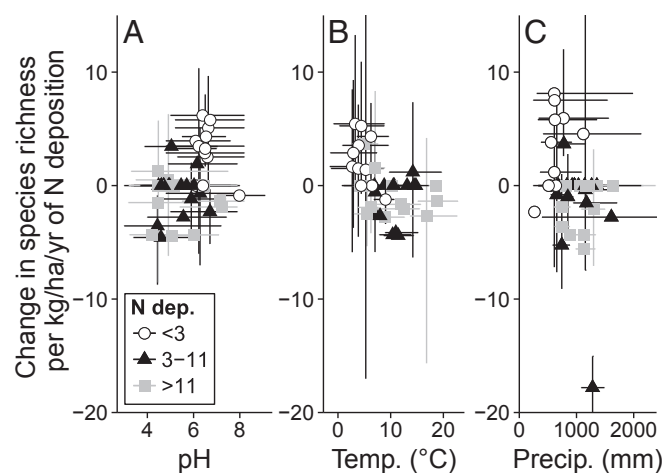 Change in species richness
per kg/ha/yr of N deposition
A
B
C
10
0
−10
−20
10
0
−10
−20
10
0
−10
−20
N dep.
<3
3−11
>11
4 6 8
0 10 20
0 1000 2000
pH
Temp. (°C)
Precip. (mm)